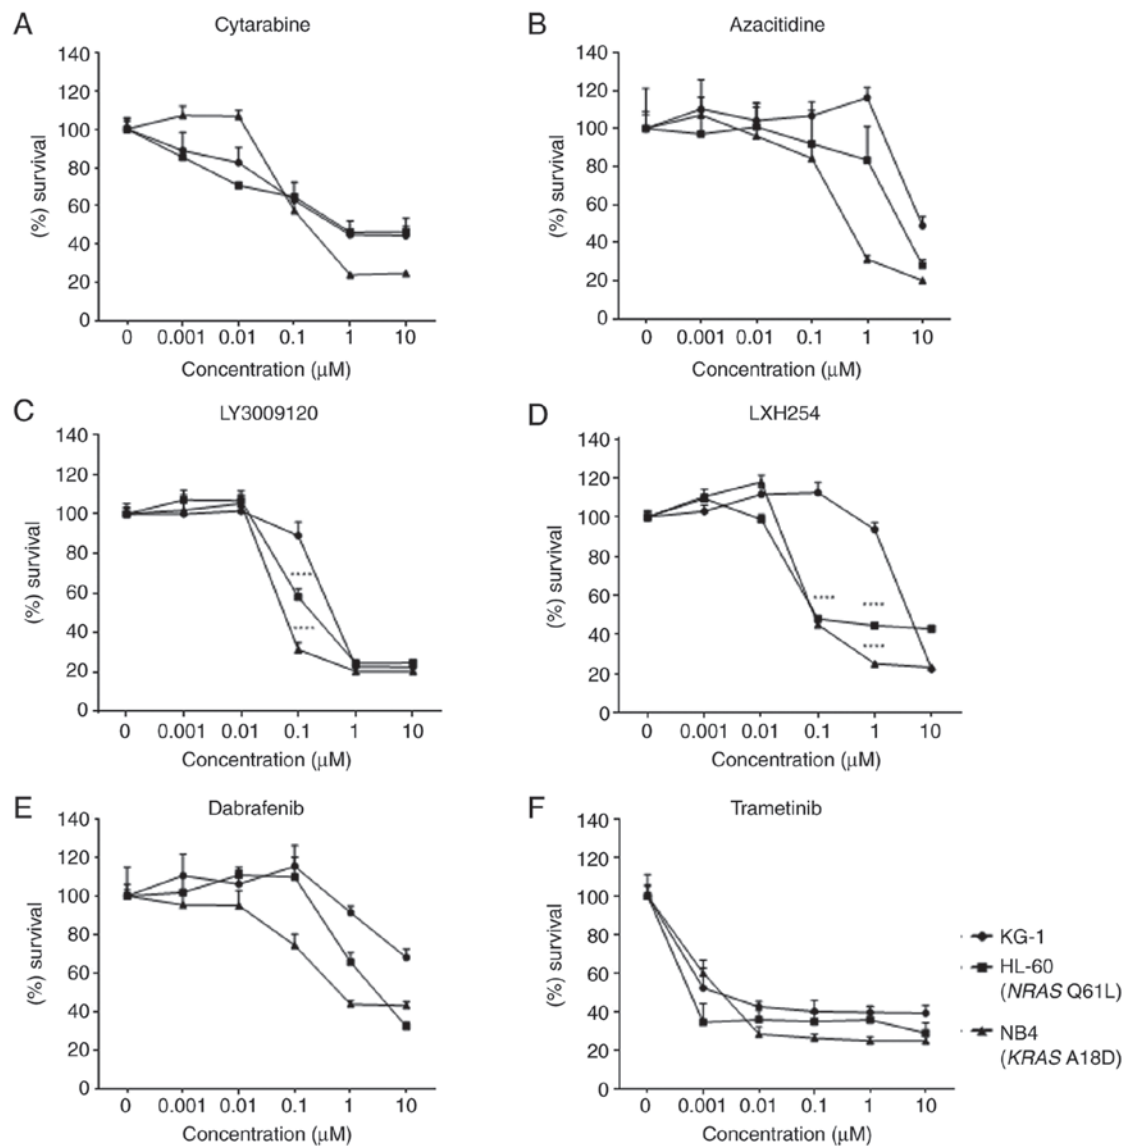 A
Cytarabine
140
120
100
80
60
40
20
0
(%) survival
0 0.001 0.01 0.1 1 10
Concentration (μM)
B
Azacitidine
140
120
100
80
60
40
20
0
(%) survival
0 0.001 0.01 0.1 1 10
Concentration (μM)
C
LY3009120
140
120
100
80
60
40
20
0
(%) survival
****
****
0 0.001 0.01 0.1 1 10
Concentration (μM)
D
LXH254
140
120
100
80
60
40
20
0
(%) survival
****
****
****
0 0.001 0.01 0.1 1 10
Concentration (μM)
E
Dabrafenib
140
120
100
80
60
40
20
0
(%) survival
0 0.001 0.01 0.1 1 10
Concentration (μM)
F
Trametinib
140
120
100
80
60
40
20
0
(%) survival
0 0.001 0.01 0.1 1 10
Concentration (μM)
KG-1
HL-60
(NRAS Q61L)
NB4
(KRAS A18D)